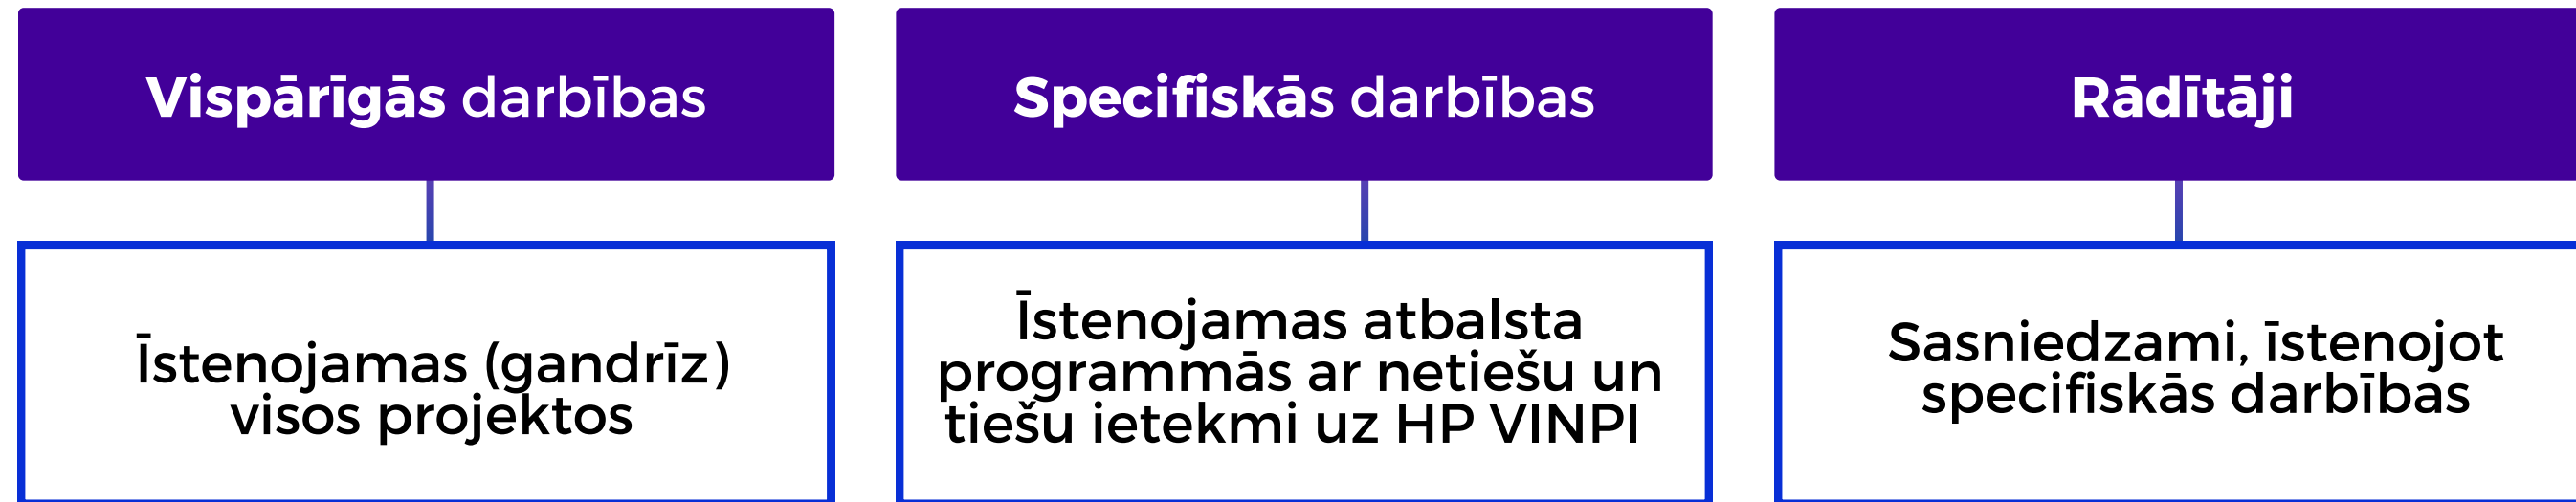 Vispārīgās darbības
Specifiskās darbības
Rādītāji
Īstenojamas (gandrīz)
visos projektos
Īstenojamas atbalsta
programmās ar netiešu un
tiešu ietekmi uz HP VINPI
Sasniedzami, īstenojot
specifiskās darbības